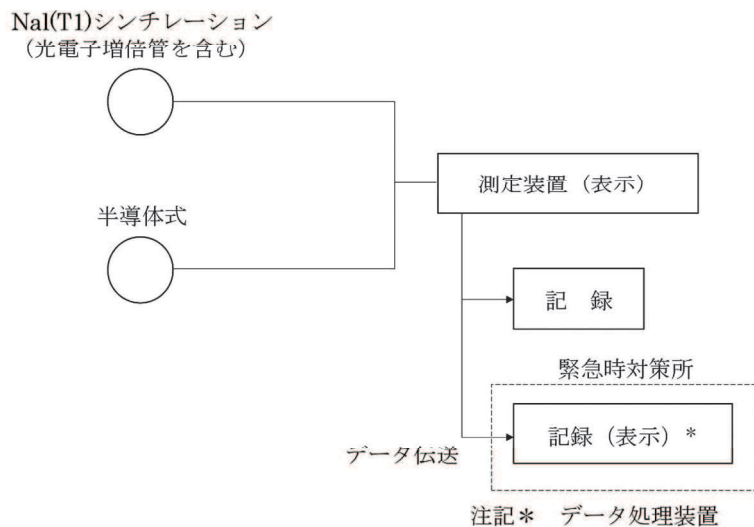 NaI(T1)シンチレーション
（光電子増倍管を含む）
測定装置（表示）
半導体式
記　録
緊急時対策所
記録（表示）＊
データ伝送
注記＊　データ処理装置